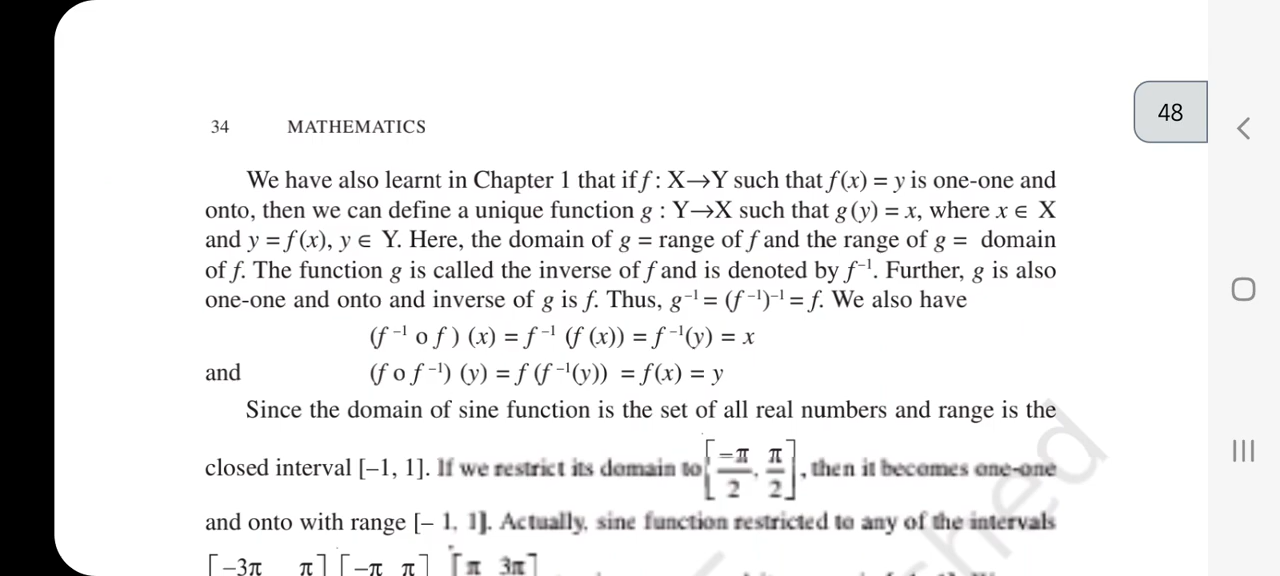 48
34 MATHEMATICS
We have also learnt in Chapter 1 that if f : X→Y such that f(x) = y is one-one and
onto, then we can define a unique function g : Y→X such that g(y) = x, where x ∈ X
and y = f(x), y ∈ Y. Here, the domain of g = range of f and the range of g = domain
of f. The function g is called the inverse of f and is denoted by f⁻¹. Further, g is also
one-one and onto and inverse of g is f. Thus, g⁻¹ = (f⁻¹)⁻¹ = f. We also have
(f⁻¹ o f) (x) = f⁻¹ (f (x)) = f⁻¹(y) = x
and (f o f⁻¹) (y) = f (f⁻¹(y)) = f(x) = y
Since the domain of sine function is the set of all real numbers and range is the
closed interval [–1, 1]. If we restrict its domain to [–π/2, π/2], then it becomes one-one
and onto with range [– 1, 1]. Actually, sine function restricted to any of the intervals
[–3π π] [–π π] [π 3π]